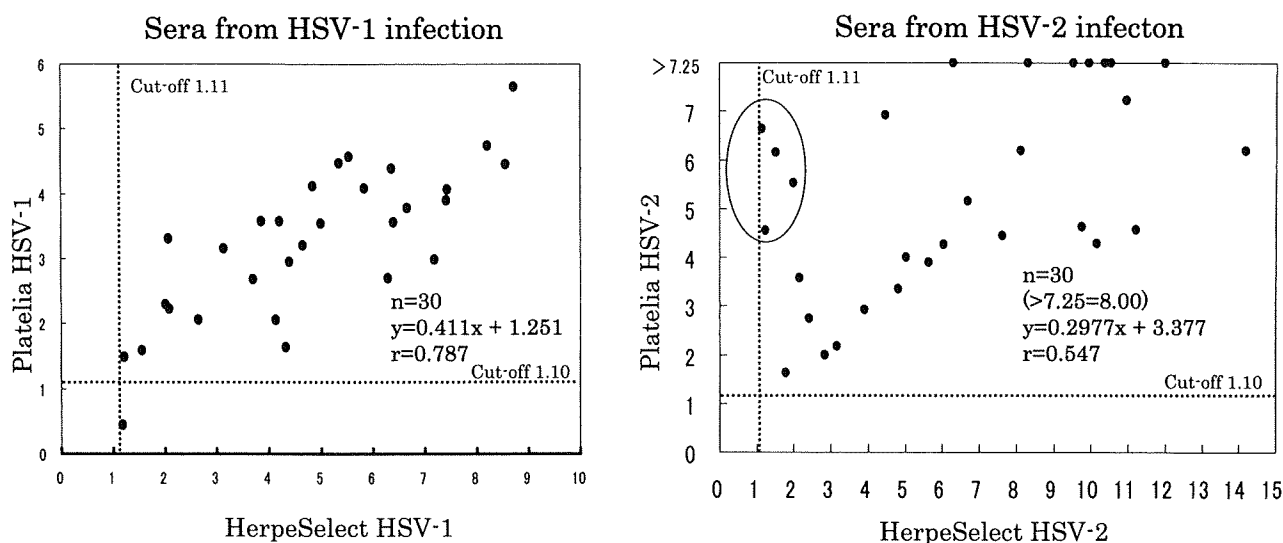 Sera from HSV-1 infection
6
5
4
3
2
1
0
Platelia HSV-1
Cut-off 1.11
n=30
y=0.411x + 1.251
r=0.787
Cut-off 1.10
0 1 2 3 4 5 6 7 8 9 10
HerpeSelect HSV-1
Sera from HSV-2 infecton
>7.25
7
6
5
4
3
2
1
0
Platelia HSV-2
Cut-off 1.11
n=30
(>7.25=8.00)
y=0.2977x + 3.377
r=0.547
Cut-off 1.10
0 1 2 3 4 5 6 7 8 9 10 11 12 13 14 15
HerpeSelect HSV-2